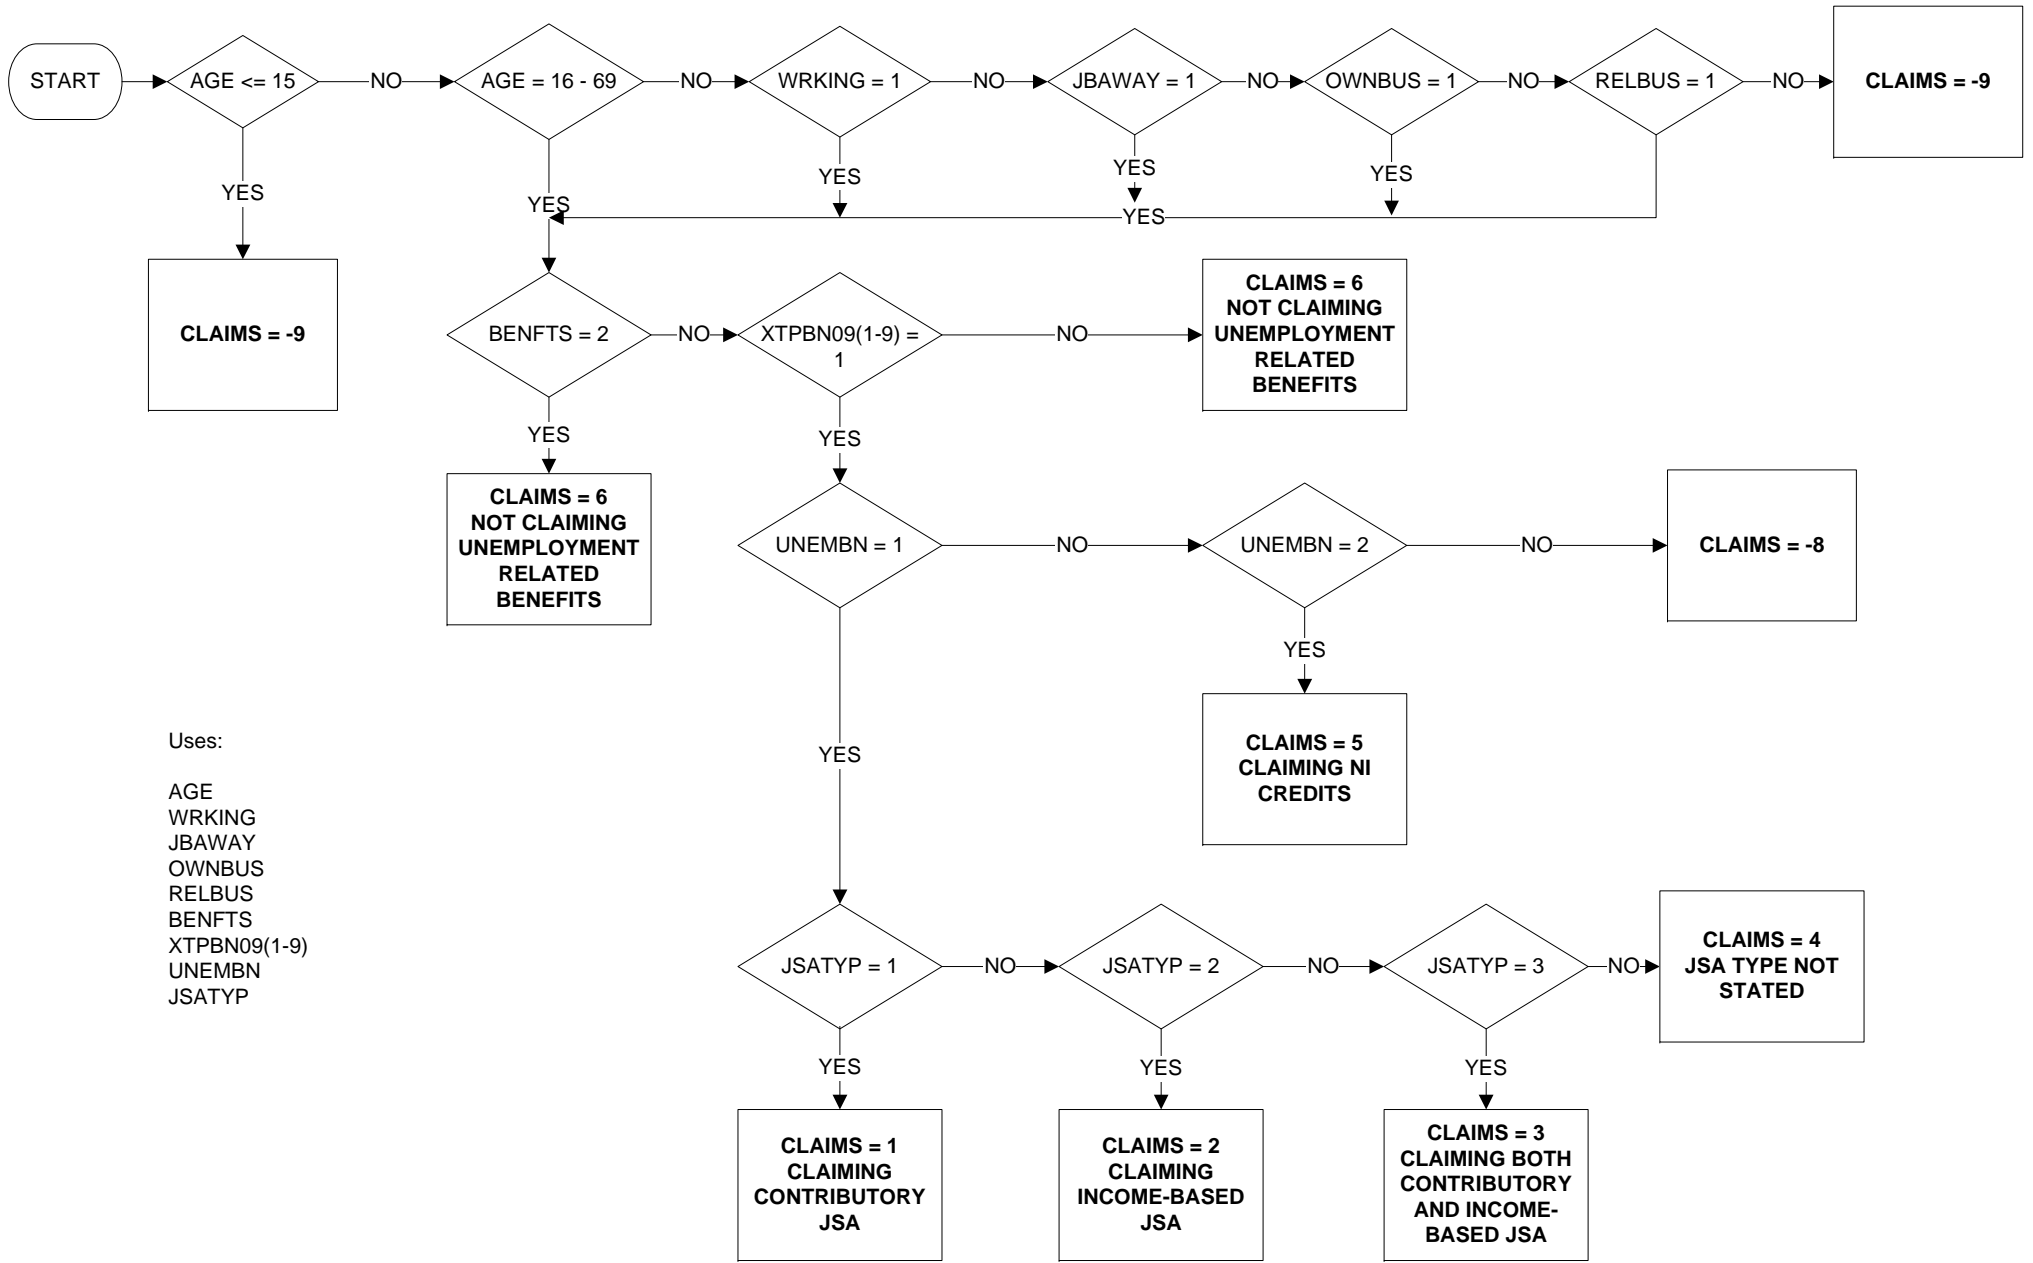 START
AGE <= 15
NO
AGE = 16 - 69
NO
WRKING = 1
NO
JBAWAY = 1
NO
OWNBUS = 1
NO
RELBUS = 1
NO
CLAIMS = -9
YES
YES
YES
YES
YES
YES
CLAIMS = -9
BENFTS = 2
NO
XTPBN09(1-9) =
1
NO
CLAIMS = 6
NOT CLAIMING
UNEMPLOYMENT
RELATED
BENEFITS
YES
YES
CLAIMS = 6
NOT CLAIMING
UNEMPLOYMENT
RELATED
BENEFITS
UNEMBN = 1
NO
UNEMBN = 2
NO
CLAIMS = -8
YES
YES
CLAIMS = 5
CLAIMING NI
CREDITS
Uses:
AGE
WRKING
JBAWAY
OWNBUS
RELBUS
BENFTS
XTPBN09(1-9)
UNEMBN
JSATYP
JSATYP = 1
NO
JSATYP = 2
NO
JSATYP = 3
NO
CLAIMS = 4
JSA TYPE NOT
STATED
YES
YES
YES
CLAIMS = 1
CLAIMING
CONTRIBUTORY
JSA
CLAIMS = 2
CLAIMING
INCOME-BASED
JSA
CLAIMS = 3
CLAIMING BOTH
CONTRIBUTORY
AND INCOME-
BASED JSA